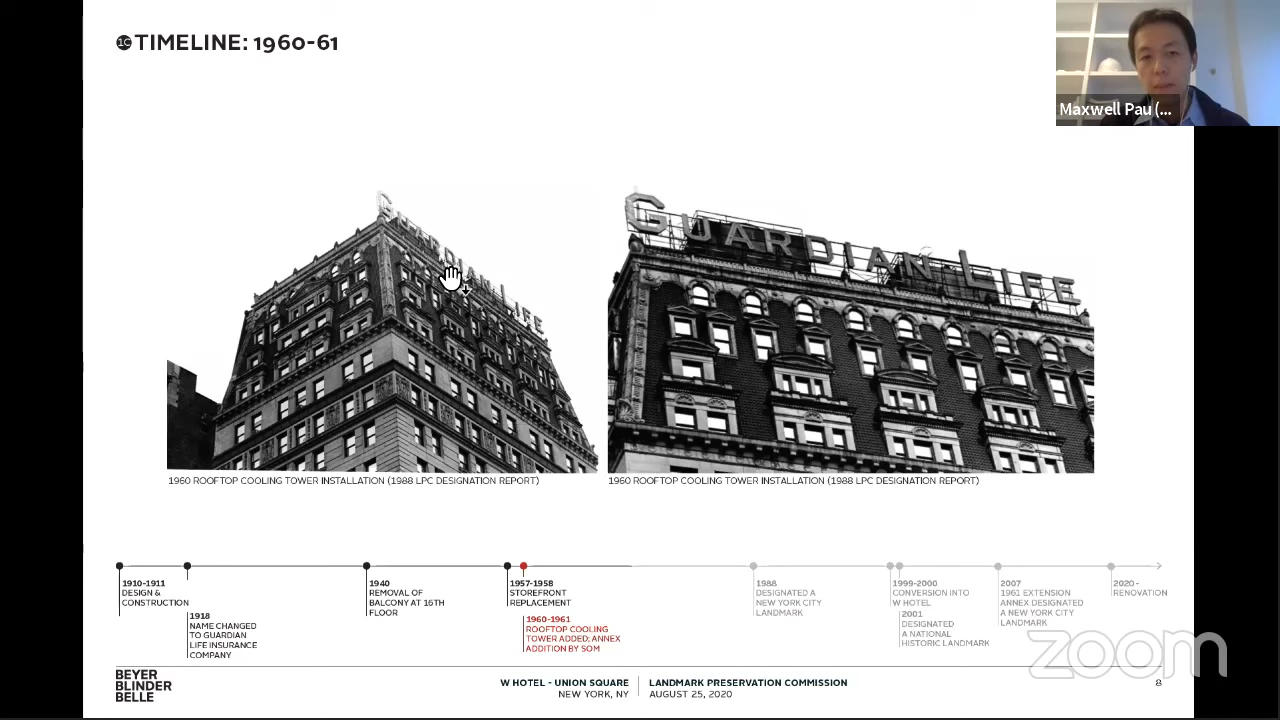 1C TIMELINE: 1960-61
Maxwell Pau (...
GUARDIAN LIFE
GUARDIAN LIFE
1960 ROOFTOP COOLING TOWER INSTALLATION (1988 LPC DESIGNATION REPORT)
1960 ROOFTOP COOLING TOWER INSTALLATION (1988 LPC DESIGNATION REPORT)
1910-1911
DESIGN &
CONSTRUCTION
1918
NAME CHANGED
TO GUARDIAN
LIFE INSURANCE
COMPANY
1940
REMOVAL OF
BALCONY AT 16TH
FLOOR
1957-1958
STOREFRONT
REPLACEMENT
1960-1961
ROOFTOP COOLING
TOWER ADDED; ANNEX
ADDITION BY SOM
1988
DESIGNATED A
NEW YORK CITY
LANDMARK
1999-2000
CONVERSION INTO
W HOTEL
2001
DESIGNATED
A NATIONAL
HISTORIC LANDMARK
2007
1961 EXTENSION
ANNEX DESIGNATED
A NEW YORK CITY
LANDMARK
2020-
RENOVATION
zoom
BEYER
BLINDER
BELLE
W HOTEL - UNION SQUARE
NEW YORK, NY
LANDMARK PRESERVATION COMMISSION
AUGUST 25, 2020
8